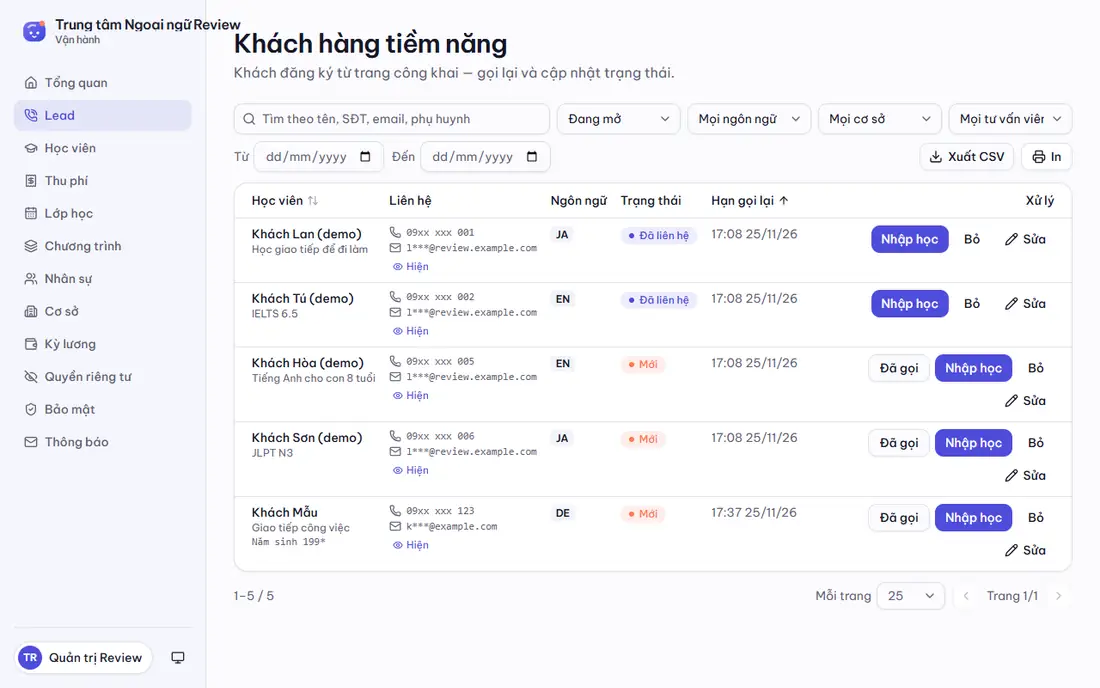 Trung tâm Ngoại ngữ Review
Vận hành
Tổng quan
Lead
Học viên
Thu phí
Lớp học
Chương trình
Nhân sự
Cơ sở
Kỳ lương
Quyền riêng tư
Bảo mật
Thông báo
TR Quản trị Review
Khách hàng tiềm năng
Khách đăng ký từ trang công khai — gọi lại và cập nhật trạng thái.
Tìm theo tên, SĐT, email, phụ huynh Đang mở Mọi ngôn ngữ Mọi cơ sở Mọi tư vấn viên
Từ dd/mm/yyyy Đến dd/mm/yyyy Xuất CSV In
Học viên Liên hệ Ngôn ngữ Trạng thái Hạn gọi lại Xử lý
Khách Lan (demo) 09xx xxx 001 JA Đã liên hệ 17:08 25/11/26 Nhập học Bỏ Sửa
Học giao tiếp để đi làm l***@review.example.com
Hiện
Khách Tú (demo) 09xx xxx 002 EN Đã liên hệ 17:08 25/11/26 Nhập học Bỏ Sửa
IELTS 6.5 l***@review.example.com
Hiện
Khách Hòa (demo) 09xx xxx 005 EN Mới 17:08 25/11/26 Đã gọi Nhập học Bỏ
Tiếng Anh cho con 8 tuổi l***@review.example.com
Hiện Sửa
Khách Sơn (demo) 09xx xxx 006 JA Mới 17:08 25/11/26 Đã gọi Nhập học Bỏ
JLPT N3 l***@review.example.com
Hiện Sửa
Khách Mẫu 09xx xxx 123 DE Mới 17:37 25/11/26 Đã gọi Nhập học Bỏ
Giao tiếp công việc k***@example.com
Năm sinh 199* Hiện Sửa
1–5 / 5 Mỗi trang 25 Trang 1/1